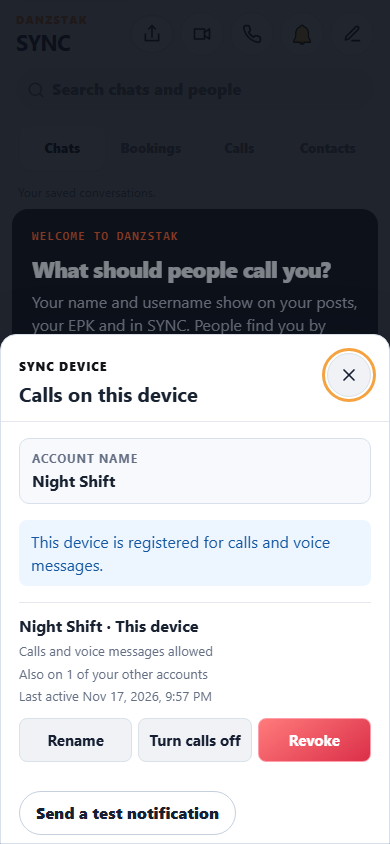 DANZSTAK
SYNC
Search chats and people
Chats
Bookings
Calls
Contacts
Your saved conversations.
WELCOME TO DANZSTAK
What should people call you?
Your name and username show on your posts,
your EPK and in SYNC. People find you by
SYNC DEVICE
Calls on this device
ACCOUNT NAME
Night Shift
This device is registered for calls and voice
messages.
Night Shift · This device
Calls and voice messages allowed
Also on 1 of your other accounts
Last active Nov 17, 2026, 9:57 PM
Rename
Turn calls off
Revoke
Send a test notification